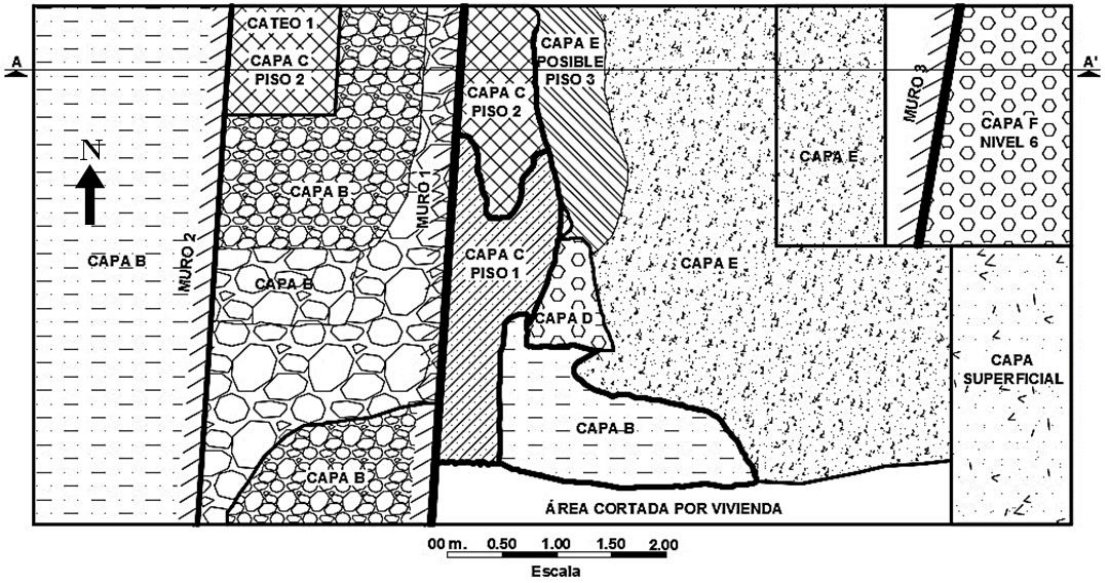 CATEO 1
CAPA C
PISO 2
CAPA C
PISO 2
CAPA E
POSIBLE
PISO 3
A
A'
MURO 3
CAPA F
NIVEL 6
N
CAPA E
CAPA B
MURO 1
CAPA B
MURO 2
CAPA C
PISO 1
CAPA E
CAPA B
CAPA D
CAPA
SUPERFICIAL
CAPA B
CAPA B
ÁREA CORTADA POR VIVIENDA
00 m. 0.50 1.00 1.50 2.00
Escala